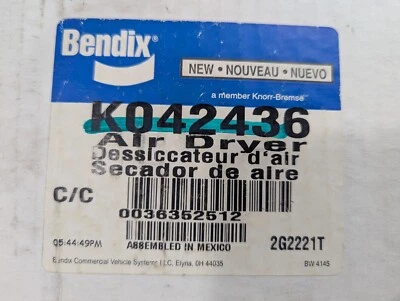 Bendix
NEW • NOUVEAU • NUEVO
a member Knorr-Bremse
K042436
Air Dryer
Dessiccateur d'air
Secador de aire
C/C
0036352512
05:44:49PM ASSEMBLED IN MEXICO 2G2221T
Bendix Commercial Vehicle Systems LLC, Elyria, OH 44035 BW 4145